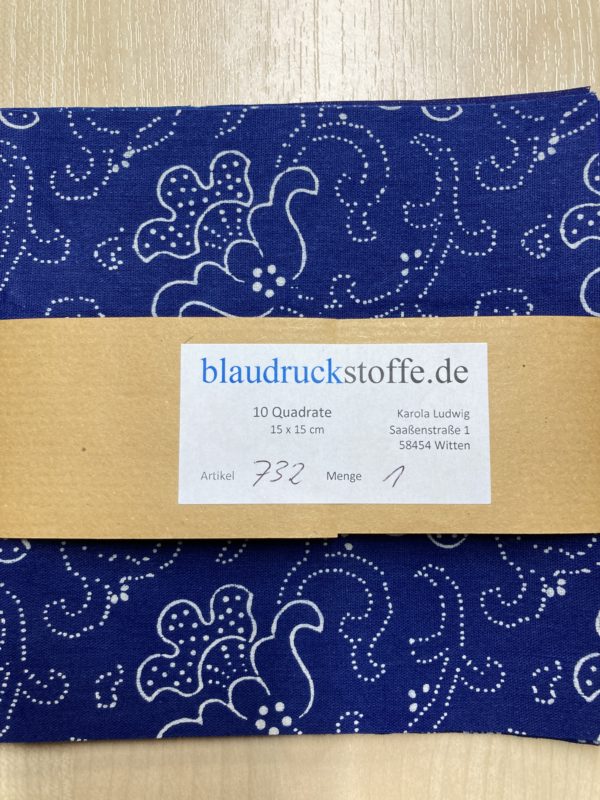 blaudruckstoffe.de
10 Quadrate
15 x 15 cm
Karola Ludwig
Saaßenstraße 1
58454 Witten
Artikel 732 Menge 1